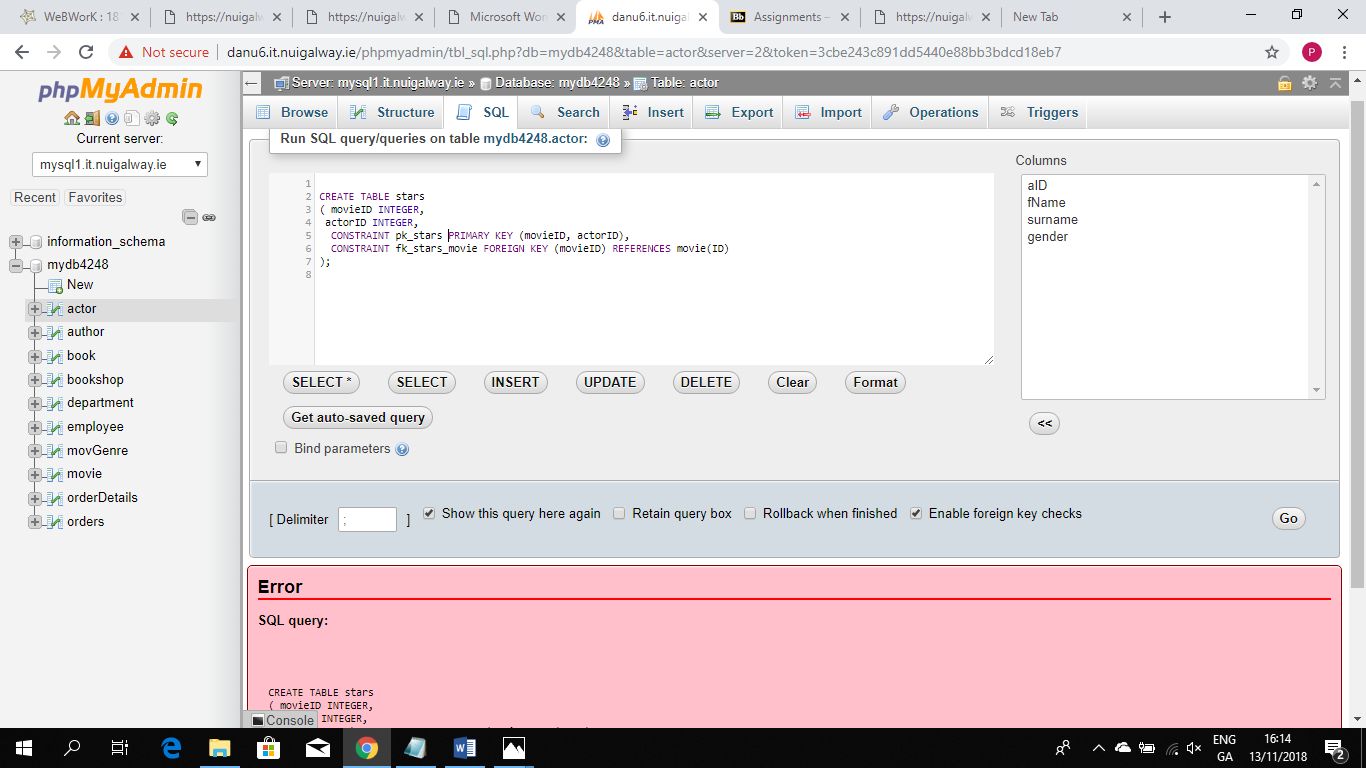 WeBWorK : 18
https://nuigalw
https://nuigalw
Microsoft Wor
danu6.it.nuigal
Assignments –
https://nuigalw
New Tab
Not secure
danu6.it.nuigalway.ie/phpmyadmin/tbl_sql.php?db=mydb4248&table=actor&server=2&token=3cbe243c891dd5440e88bb3bdcd18eb7
P
phpMyAdmin
Current server:
mysql1.it.nuigalway.ie
Recent
Favorites
information_schema
mydb4248
New
actor
author
book
bookshop
department
employee
movGenre
movie
orderDetails
orders
Server: mysql1.it.nuigalway.ie » Database: mydb4248 » Table: actor
Browse
Structure
SQL
Search
Insert
Export
Import
Operations
Triggers
Run SQL query/queries on table mydb4248.actor:
1
2 CREATE TABLE stars
3 ( movieID INTEGER,
4 actorID INTEGER,
5 CONSTRAINT pk_stars PRIMARY KEY (movieID, actorID),
6 CONSTRAINT fk_stars_movie FOREIGN KEY (movieID) REFERENCES movie(ID)
7 );
8
Columns
aID
fName
surname
gender
<<
SELECT *
SELECT
INSERT
UPDATE
DELETE
Clear
Format
Get auto-saved query
Bind parameters
[ Delimiter ; ]
Show this query here again
Retain query box
Rollback when finished
Enable foreign key checks
Go
Error
SQL query:
CREATE TABLE stars
( movieID INTEGER,
INTEGER,
Console
ENG
GA
16:14
13/11/2018
2